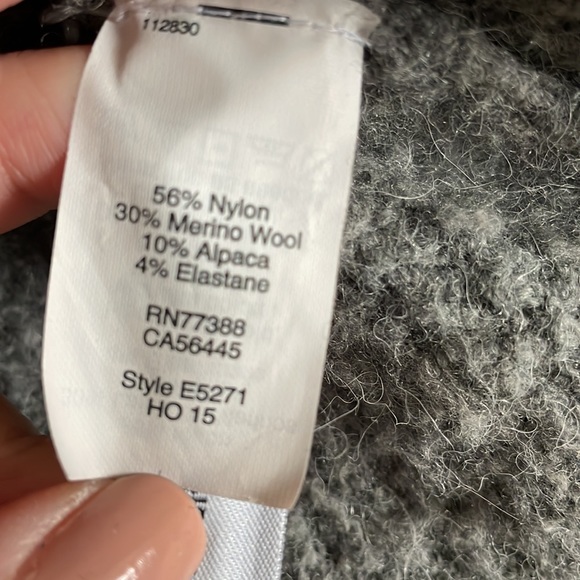 112830
56% Nylon
30% Merino Wool
10% Alpaca
4% Elastane
RN77388
CA56445
Style E5271
HO 15